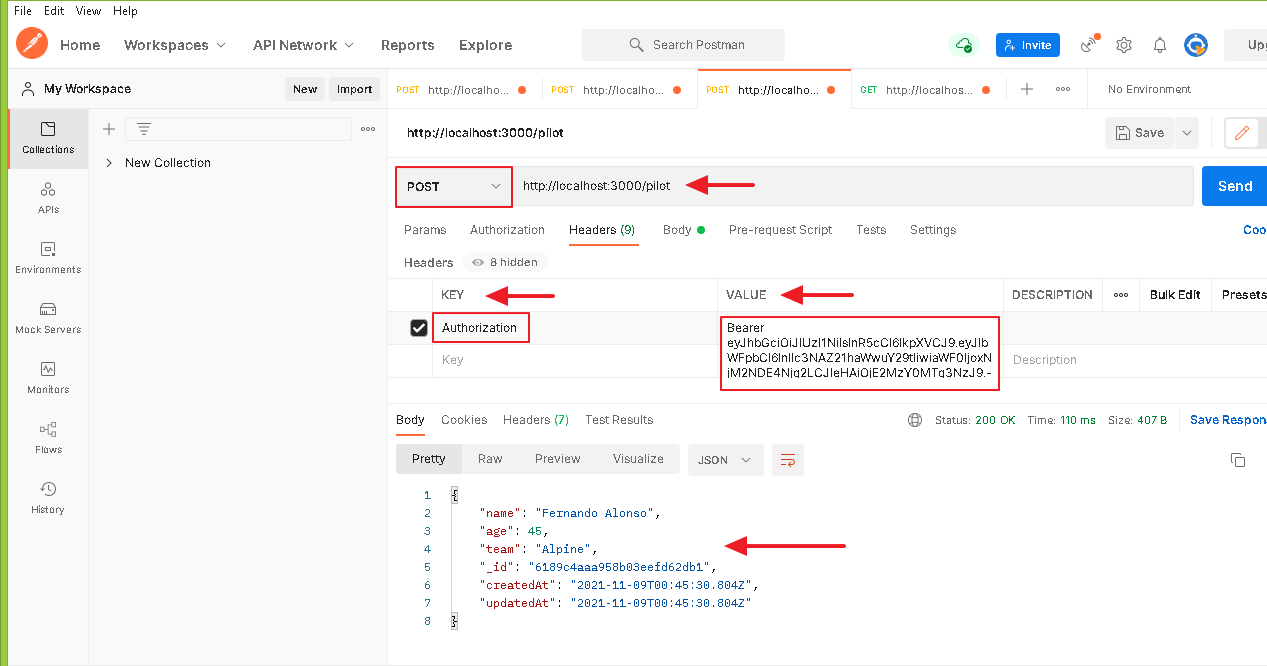 File Edit View Help
Home Workspaces API Network Reports Explore Search Postman Invite
My Workspace New Import POST http://localho... POST http://localho... POST http://localho... GET http://localhos... No Environment
http://localhost:3000/pilot Save
Collections
New Collection
POST http://localhost:3000/pilot Send
APIs
Params Authorization Headers (9) Body Pre-request Script Tests Settings
Environments
Headers 8 hidden
KEY VALUE DESCRIPTION Bulk Edit Presets
Mock Servers
Authorization Bearer
Key Description
Monitors
Body Cookies Headers (7) Test Results Status: 200 OK Time: 110 ms Size: 407 B
Flows
Pretty Raw Preview Visualize JSON
History
1 {
2 "name": "Fernando Alonso",
3 "age": 45,
4 "team": "Alpine",
5 "_id": "6189c4aaa958b03eefd62db1",
6 "createdAt": "2021-11-09T00:45:30.804Z",
7 "updatedAt": "2021-11-09T00:45:30.804Z"
8 }